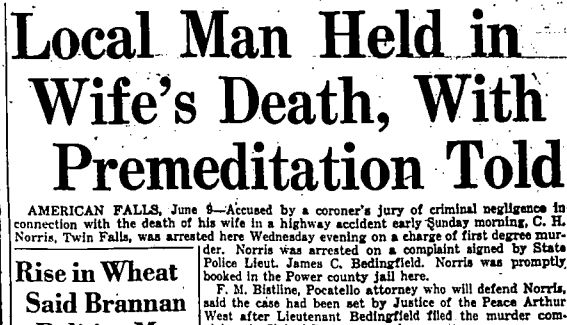 Local Man Held in
Wife's Death, With
Premeditation Told
AMERICAN FALLS, June 9—Accused by a coroner's jury of criminal negligence in
connection with the death of his wife in a highway accident early Sunday morning, C. H.
Norris, Twin Falls, was arrested here Wednesday evening on a charge of first degree mur-
der. Norris was arrested on a complaint signed by State
Police Lieut. James C. Bedingfield. Norris was promptly
booked in the Power county jail here.
F. M. Bistline, Pocatello attorney who will defend Norris,
said the case had been set by Justice of the Peace Arthur
West after Lieutenant Bedingfield filed the murder com-
Rise in Wheat
Said Brannan